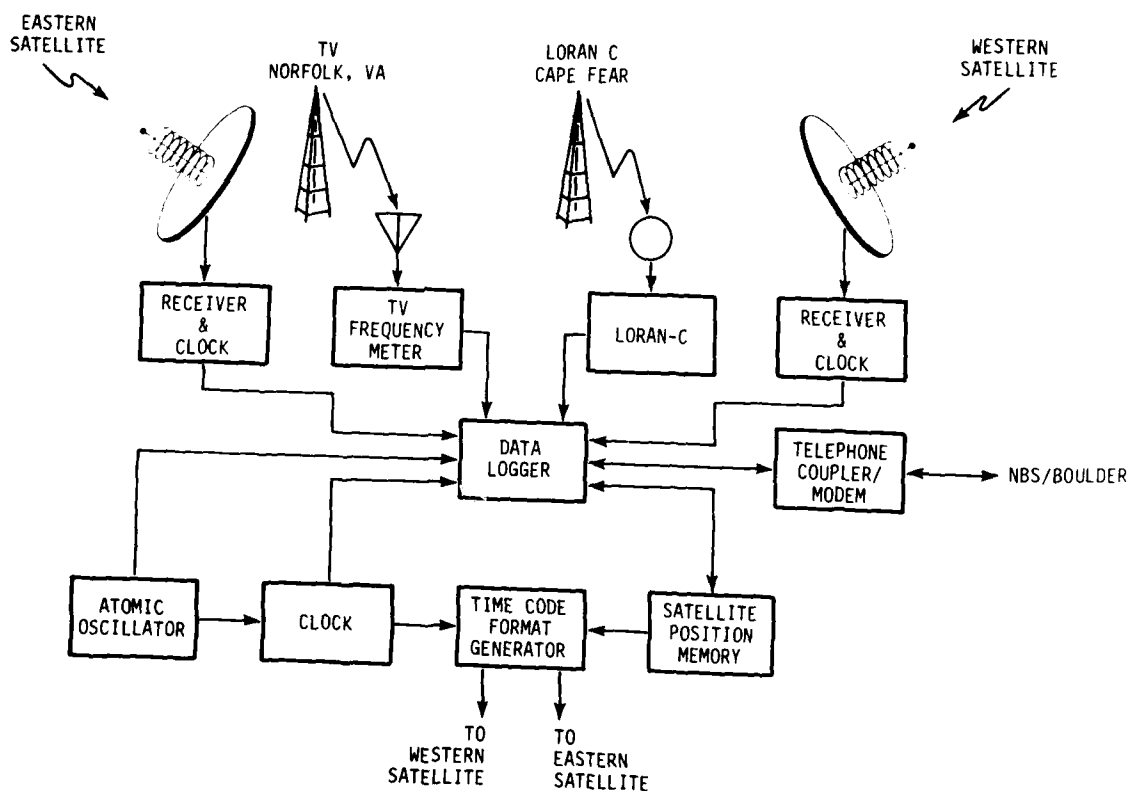 EASTERN
SATELLITE
TV
NORFOLK, VA
LORAN C
CAPE FEAR
WESTERN
SATELLITE
RECEIVER
&
CLOCK
TV
FREQUENCY
METER
LORAN-C
RECEIVER
&
CLOCK
DATA
LOGGER
TELEPHONE
COUPLER/
MODEM
NBS/BOULDER
ATOMIC
OSCILLATOR
CLOCK
TIME CODE
FORMAT
GENERATOR
SATELLITE
POSITION
MEMORY
TO
WESTERN
SATELLITE
TO
EASTERN
SATELLITE